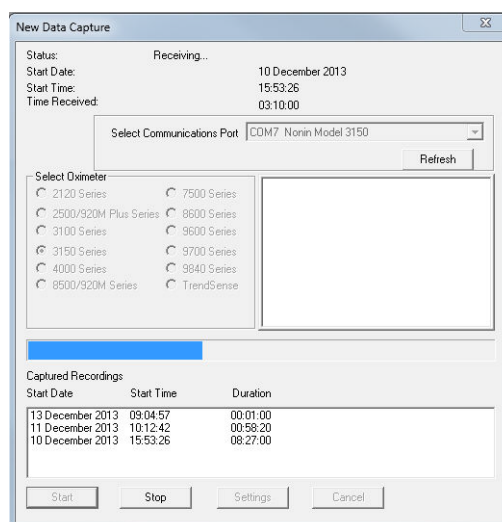 New Data Capture
Status: Receiving...
Start Date: 10 December 2013
Start Time: 15:53:26
Time Received: 03:10:00
Select Communications Port COM7 Nonin Model 3150
Refresh
Select Oximeter
2120 Series 7500 Series
2500/920M Plus Series 8600 Series
3100 Series 9600 Series
3150 Series 9700 Series
4000 Series 9840 Series
8500/920M Series TrendSense
Captured Recordings
Start Date Start Time Duration
13 December 2013 09:04:57 00:01:00
11 December 2013 10:12:42 00:58:20
10 December 2013 15:53:26 08:27:00
Start Stop Settings Cancel